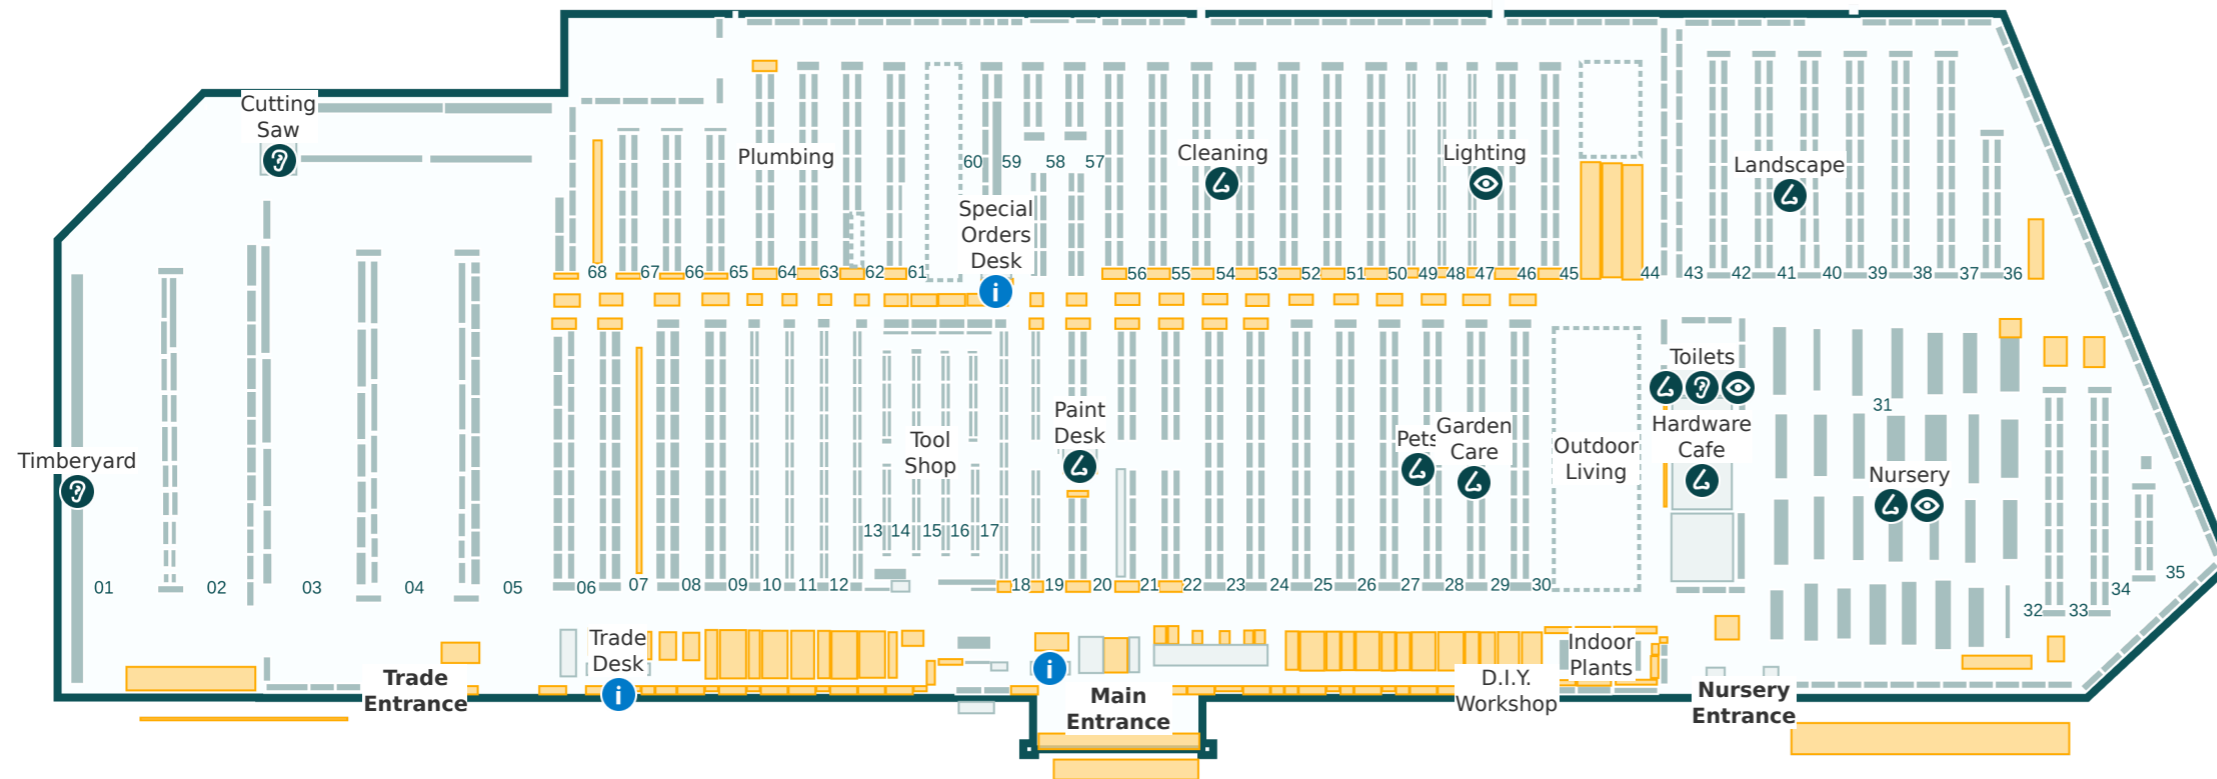 Cutting
Saw
Plumbing
60
59
58
57
Cleaning
Lighting
Landscape
Special
Orders
Desk
i
68
67
66
65
64
63
62
61
56
55
54
53
52
51
50
49
48
47
46
45
44
43
42
41
40
39
38
37
36
Timberyard
Tool
Shop
Paint
Desk
Pets
Garden
Care
Outdoor
Living
Toilets
Hardware
Cafe
31
Nursery
13
14
15
16
17
01
02
03
04
05
06
07
08
09
10
11
12
18
19
20
21
22
23
24
25
26
27
28
29
30
32
33
34
35
Trade
Entrance
Trade
Desk
i
i
Main
Entrance
D.I.Y.
Workshop
Indoor
Plants
Nursery
Entrance